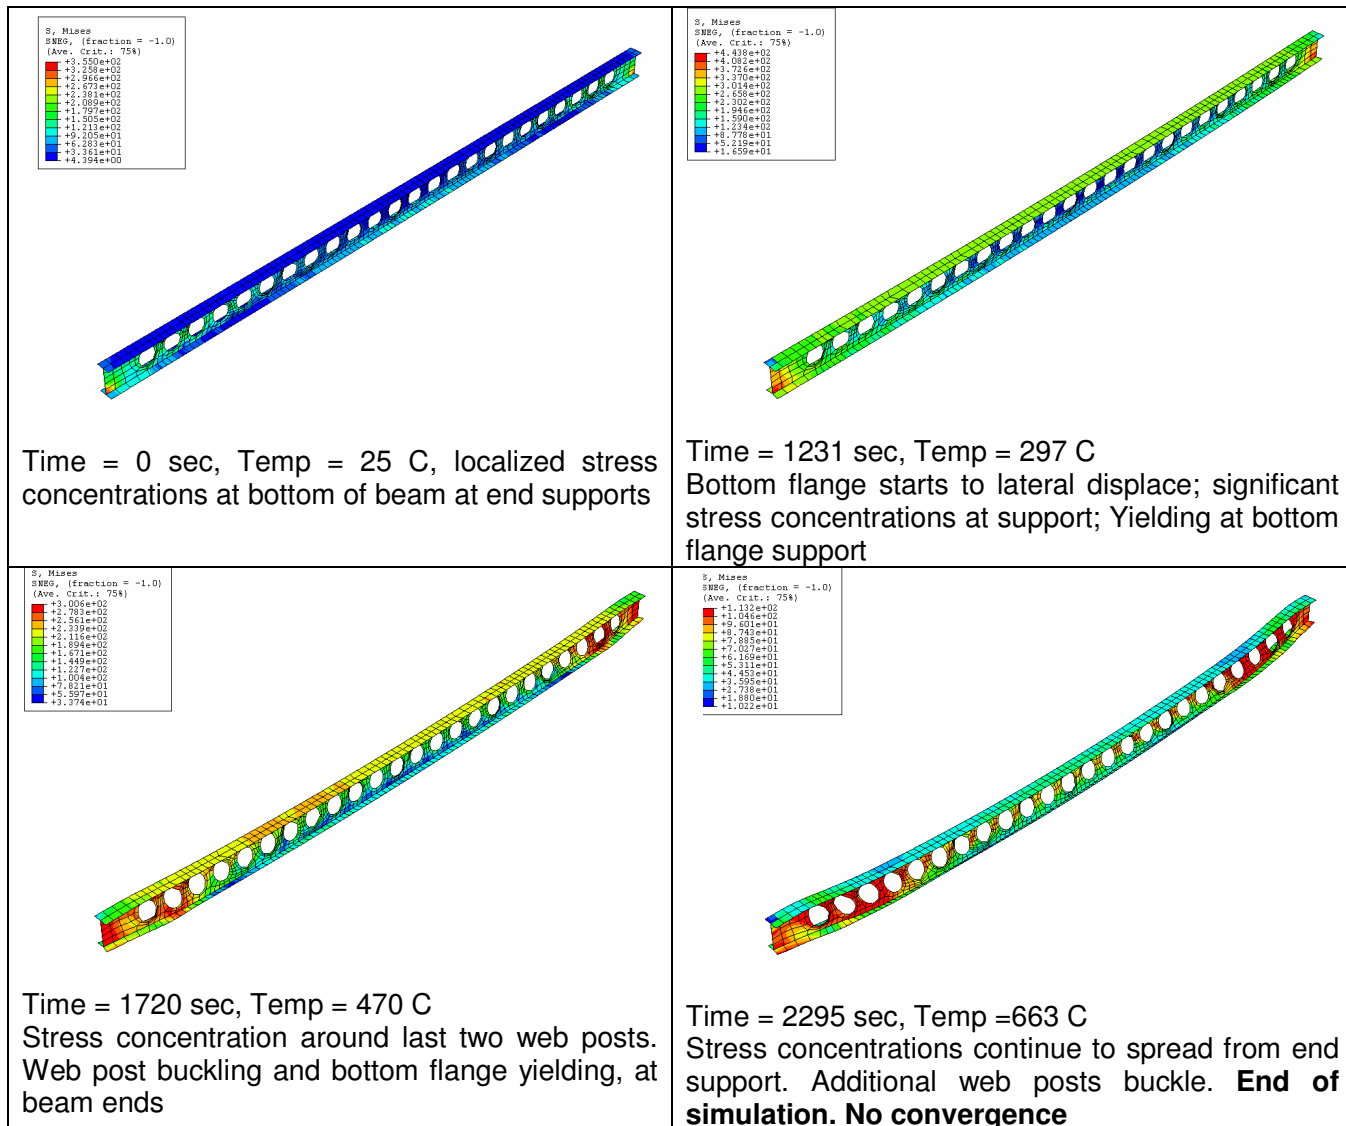 S, Mises
SNEG, (fraction = -1.0)
(Ave. Crit.: 75%)
+3.550e+02
+3.258e+02
+2.966e+02
+2.673e+02
+2.381e+02
+2.089e+02
+1.797e+02
+1.505e+02
+1.213e+02
+9.205e+01
+6.283e+01
+3.361e+01
+4.394e+00
Time = 0 sec, Temp = 25 C, localized stress
concentrations at bottom of beam at end supports
S, Mises
SNEG, (fraction = -1.0)
(Ave. Crit.: 75%)
+4.438e+02
+4.082e+02
+3.726e+02
+3.370e+02
+3.014e+02
+2.658e+02
+2.302e+02
+1.946e+02
+1.590e+02
+1.234e+02
+8.778e+01
+5.219e+01
+1.659e+01
Time = 1231 sec, Temp = 297 C
Bottom flange starts to lateral displace; significant
stress concentrations at support; Yielding at bottom
flange support
S, Mises
SNEG, (fraction = -1.0)
(Ave. Crit.: 75%)
+3.006e+02
+2.783e+02
+2.561e+02
+2.339e+02
+2.116e+02
+1.894e+02
+1.671e+02
+1.449e+02
+1.227e+02
+1.004e+02
+7.821e+01
+5.597e+01
+3.374e+01
Time = 1720 sec, Temp = 470 C
Stress concentration around last two web posts.
Web post buckling and bottom flange yielding, at
beam ends
S, Mises
SNEG, (fraction = -1.0)
(Ave. Crit.: 75%)
+1.132e+02
+1.046e+02
+9.601e+01
+8.743e+01
+7.885e+01
+7.027e+01
+6.169e+01
+5.311e+01
+4.453e+01
+3.595e+01
+2.738e+01
+1.880e+01
+1.022e+01
Time = 2295 sec, Temp =663 C
Stress concentrations continue to spread from end
support. Additional web posts buckle. End of
simulation. No convergence